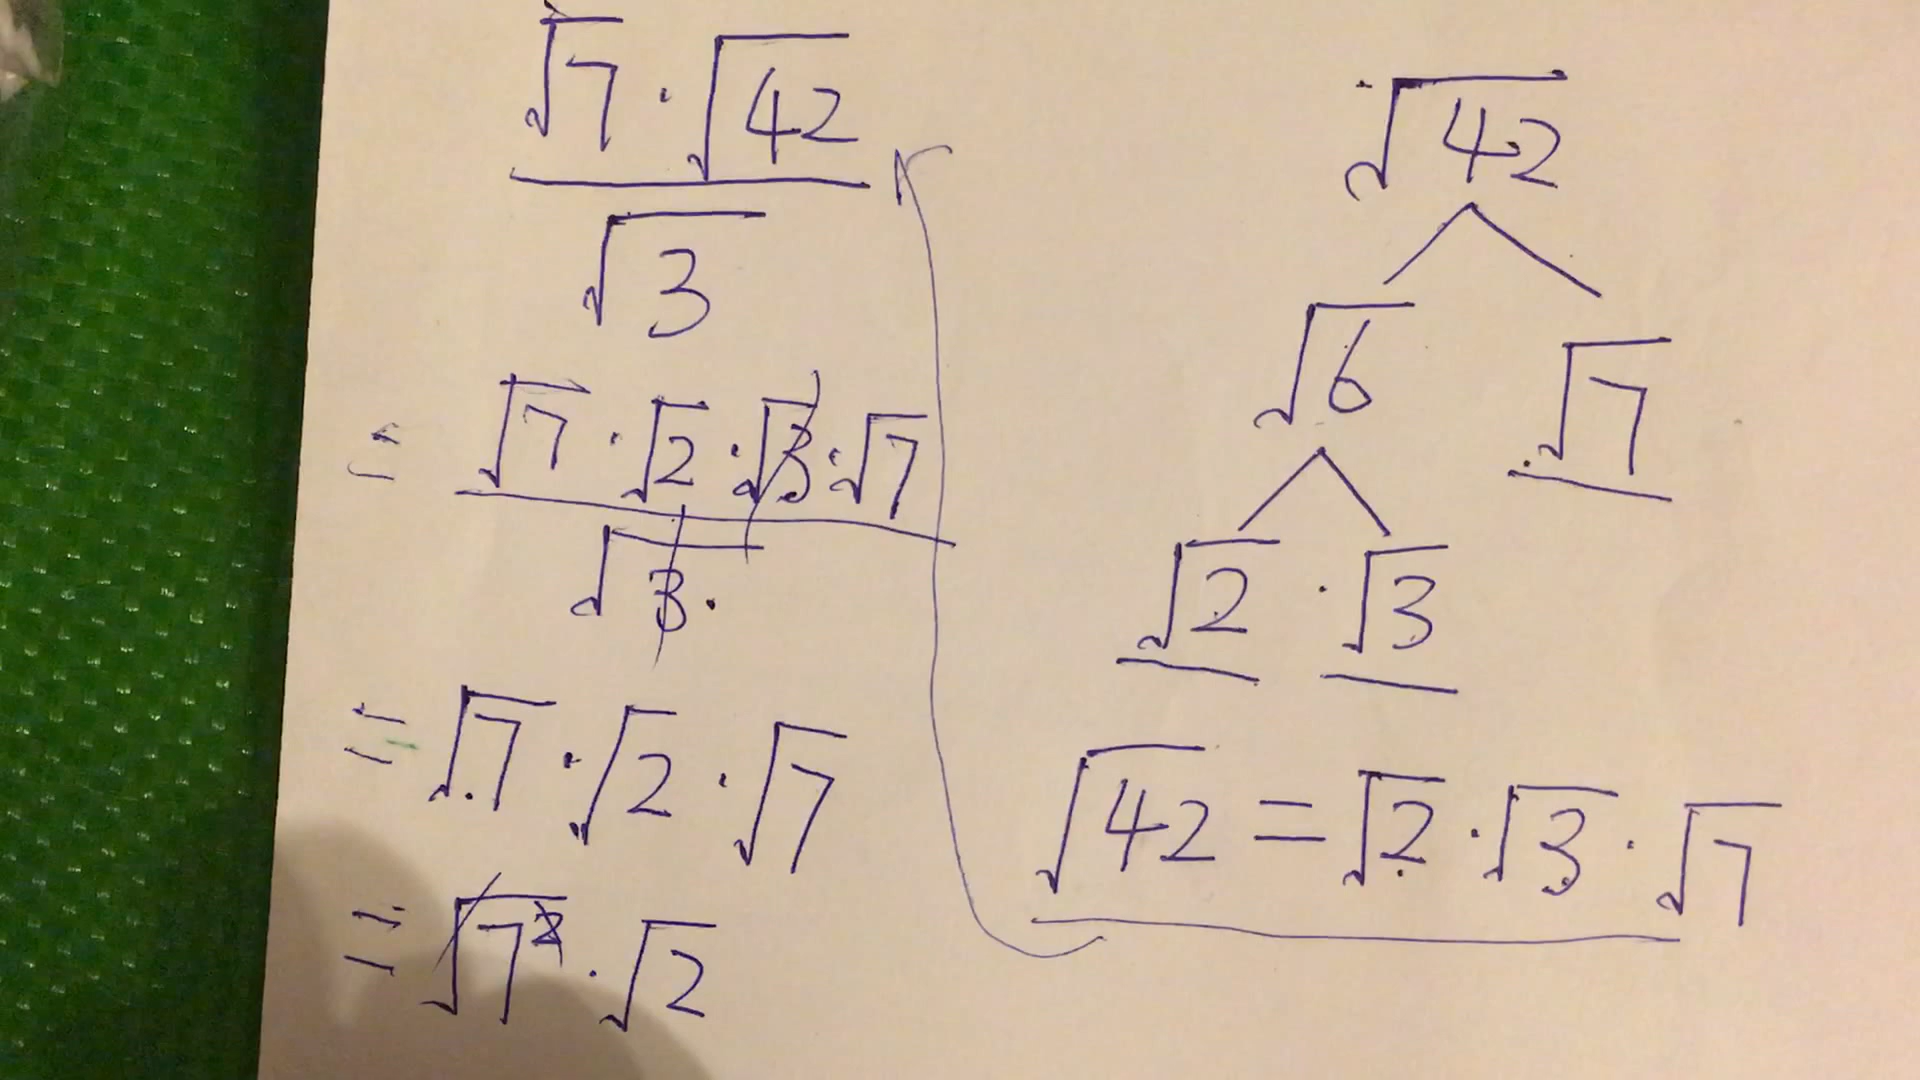 √7 · √42
√3
= √7 · √2 · √3 · √7
√3
= √7 · √2 · √7
= √7² · √2
√42
√6 √7
√2 · √3
√42 = √2 · √3 · √7